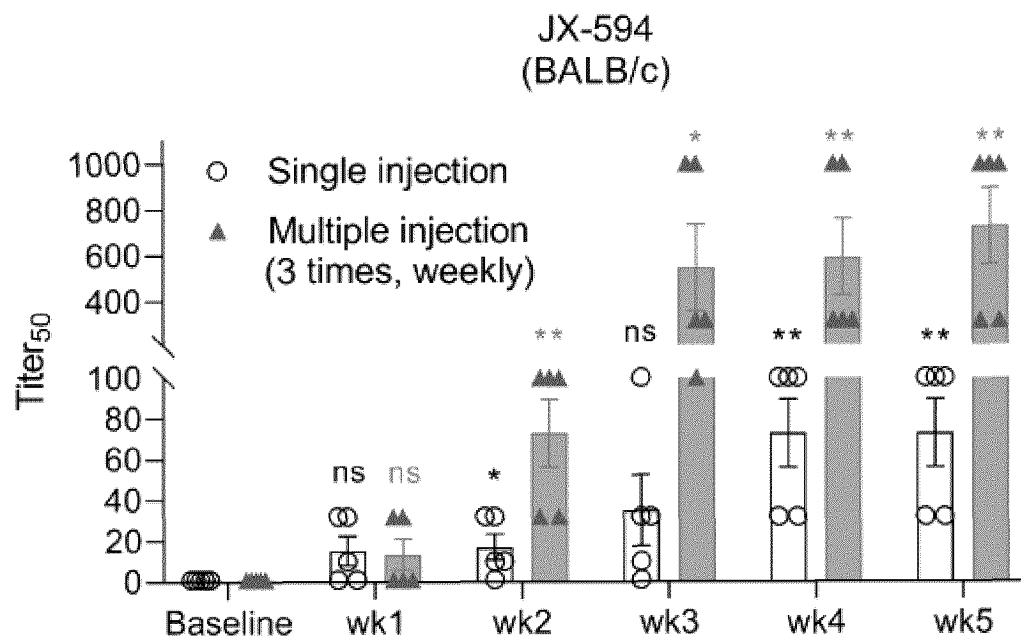 JX-594
(BALB/c)
Single injection
Multiple injection
(3 times, weekly)
Titer50
1000
800
600
400
100
80
60
40
20
0
ns
ns
*
**
ns
*
**
**
**
**
Baseline
wk1
wk2
wk3
wk4
wk5